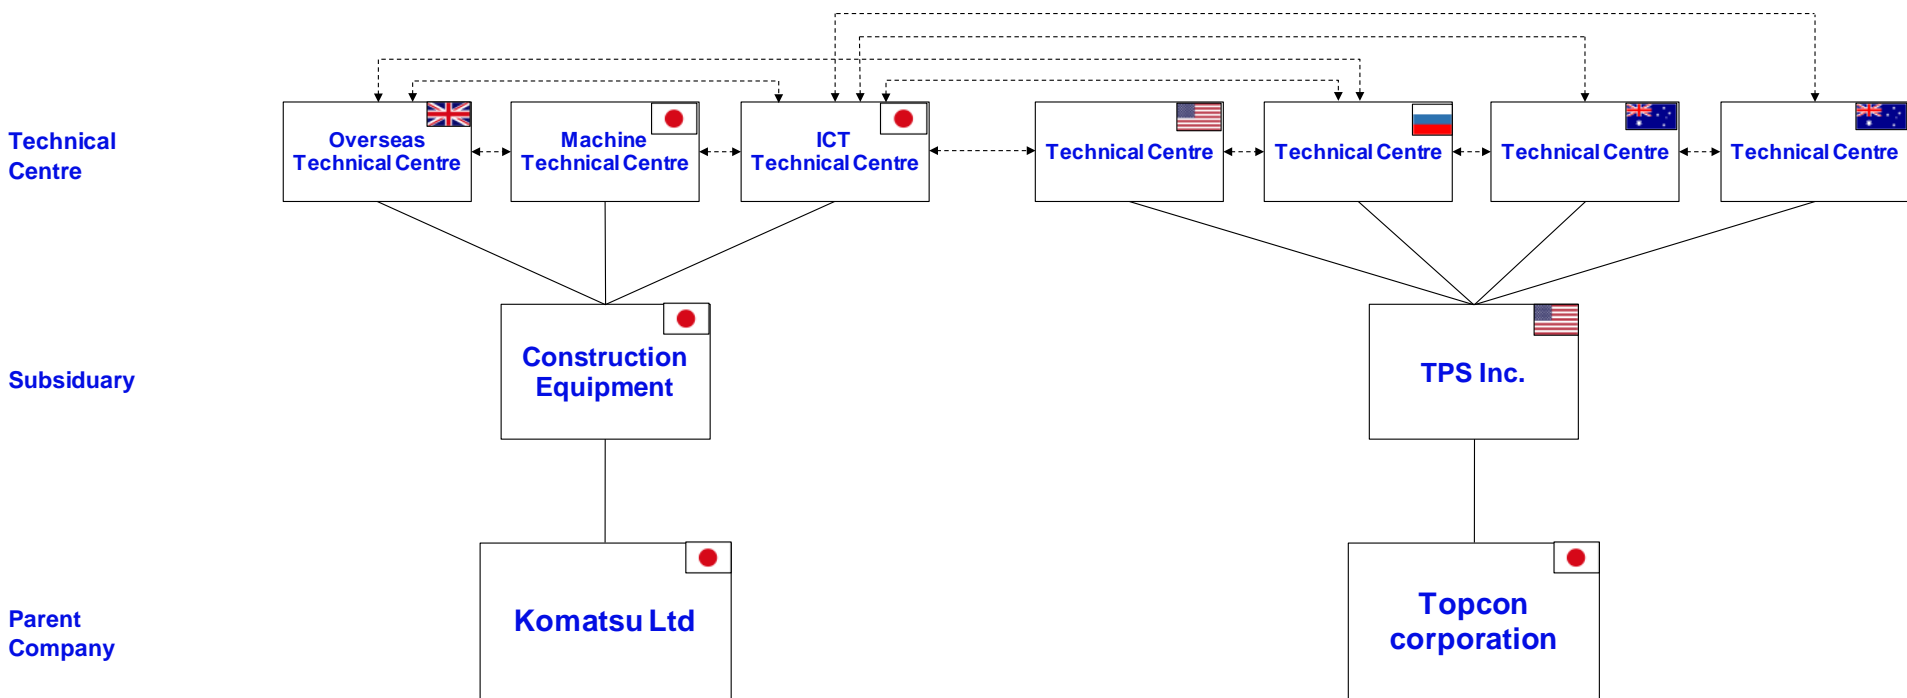 Technical
Centre
Overseas
Technical Centre
Machine
Technical Centre
ICT
Technical Centre
Technical Centre
Technical Centre
Technical Centre
Technical Centre
Subsiduary
Construction
Equipment
TPS Inc.
Parent
Company
Komatsu Ltd
Topcon
corporation